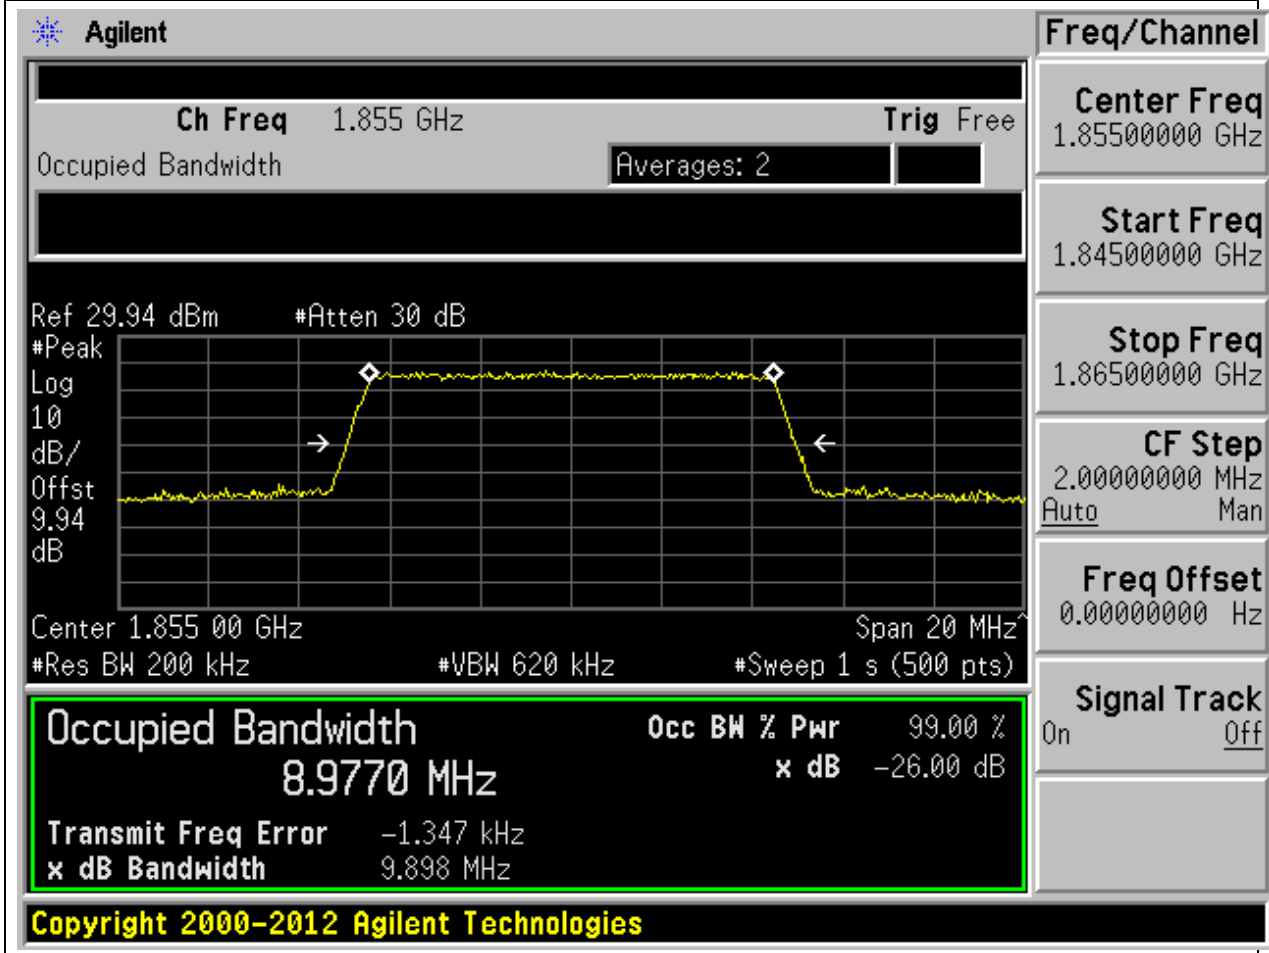 Agilent
Freq/Channel
Ch Freq 1.855 GHz Trig Free
Occupied Bandwidth Averages: 2
Center Freq
1.85500000 GHz
Start Freq
1.84500000 GHz
Stop Freq
1.86500000 GHz
CF Step
2.00000000 MHz
Auto Man
Freq Offset
0.00000000 Hz
Signal Track
On Off
Ref 29.94 dBm #Atten 30 dB
#Peak
Log
10
dB/
Offst
9.94
dB
Center 1.855 00 GHz Span 20 MHz^
#Res BW 200 kHz #VBW 620 kHz #Sweep 1 s (500 pts)
Occupied Bandwidth Occ BW % Pwr 99.00 %
8.9770 MHz x dB -26.00 dB
Transmit Freq Error -1.347 kHz
x dB Bandwidth 9.898 MHz
Copyright 2000-2012 Agilent Technologies